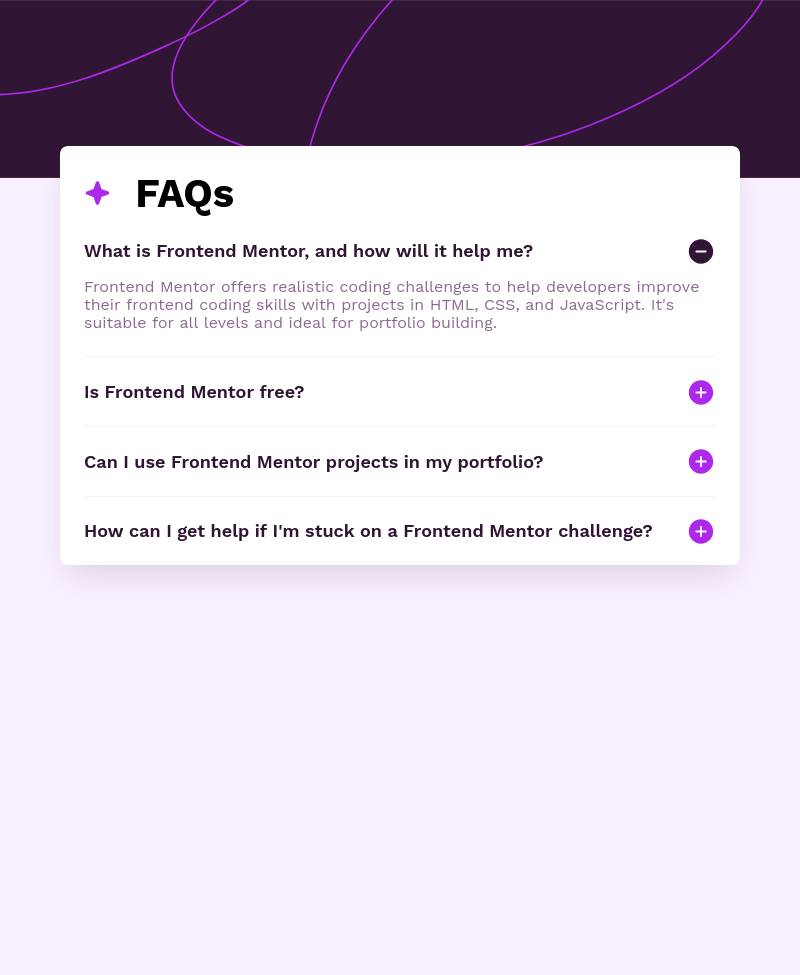 FAQs
What is Frontend Mentor, and how will it help me?
Frontend Mentor offers realistic coding challenges to help developers improve
their frontend coding skills with projects in HTML, CSS, and JavaScript. It's
suitable for all levels and ideal for portfolio building.
Is Frontend Mentor free?
Can I use Frontend Mentor projects in my portfolio?
How can I get help if I'm stuck on a Frontend Mentor challenge?